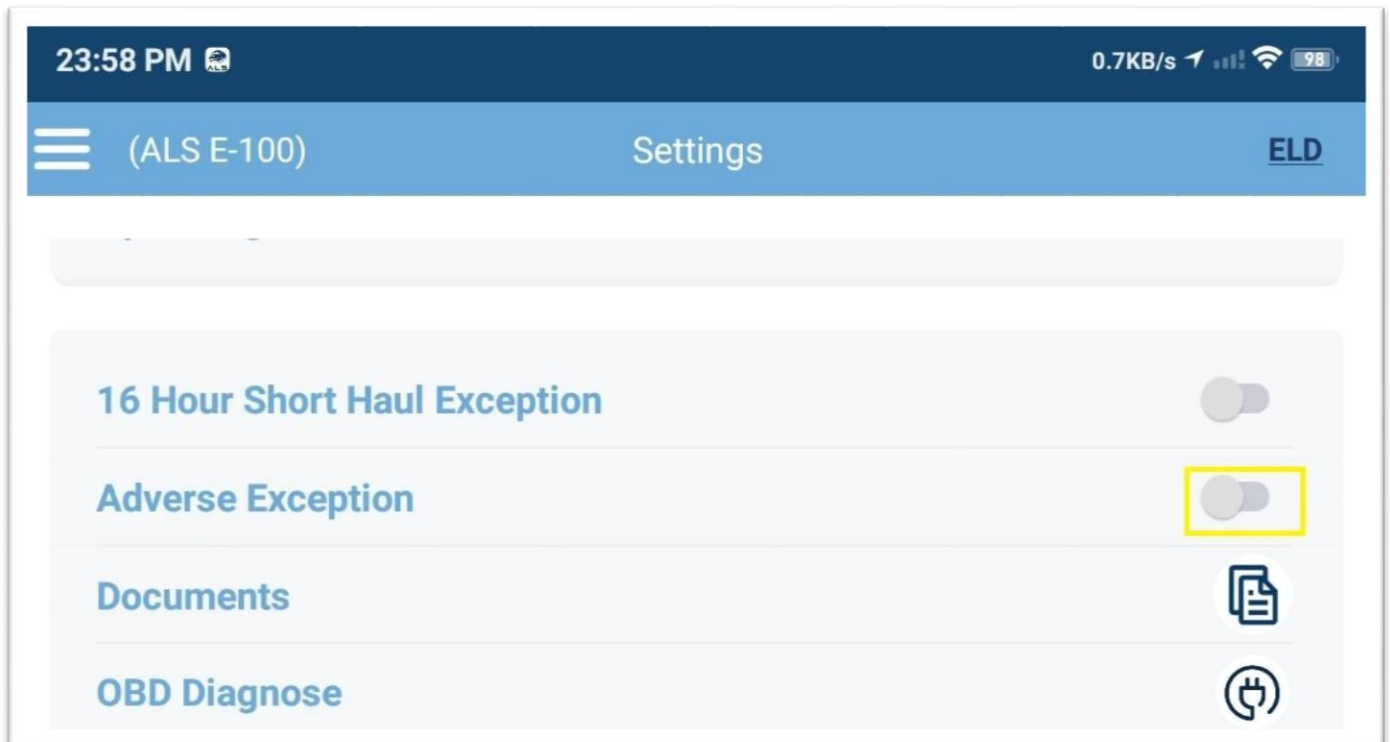 23:58 PM
0.7KB/s 98
(ALS E-100) Settings ELD
16 Hour Short Haul Exception
Adverse Exception
Documents
OBD Diagnose